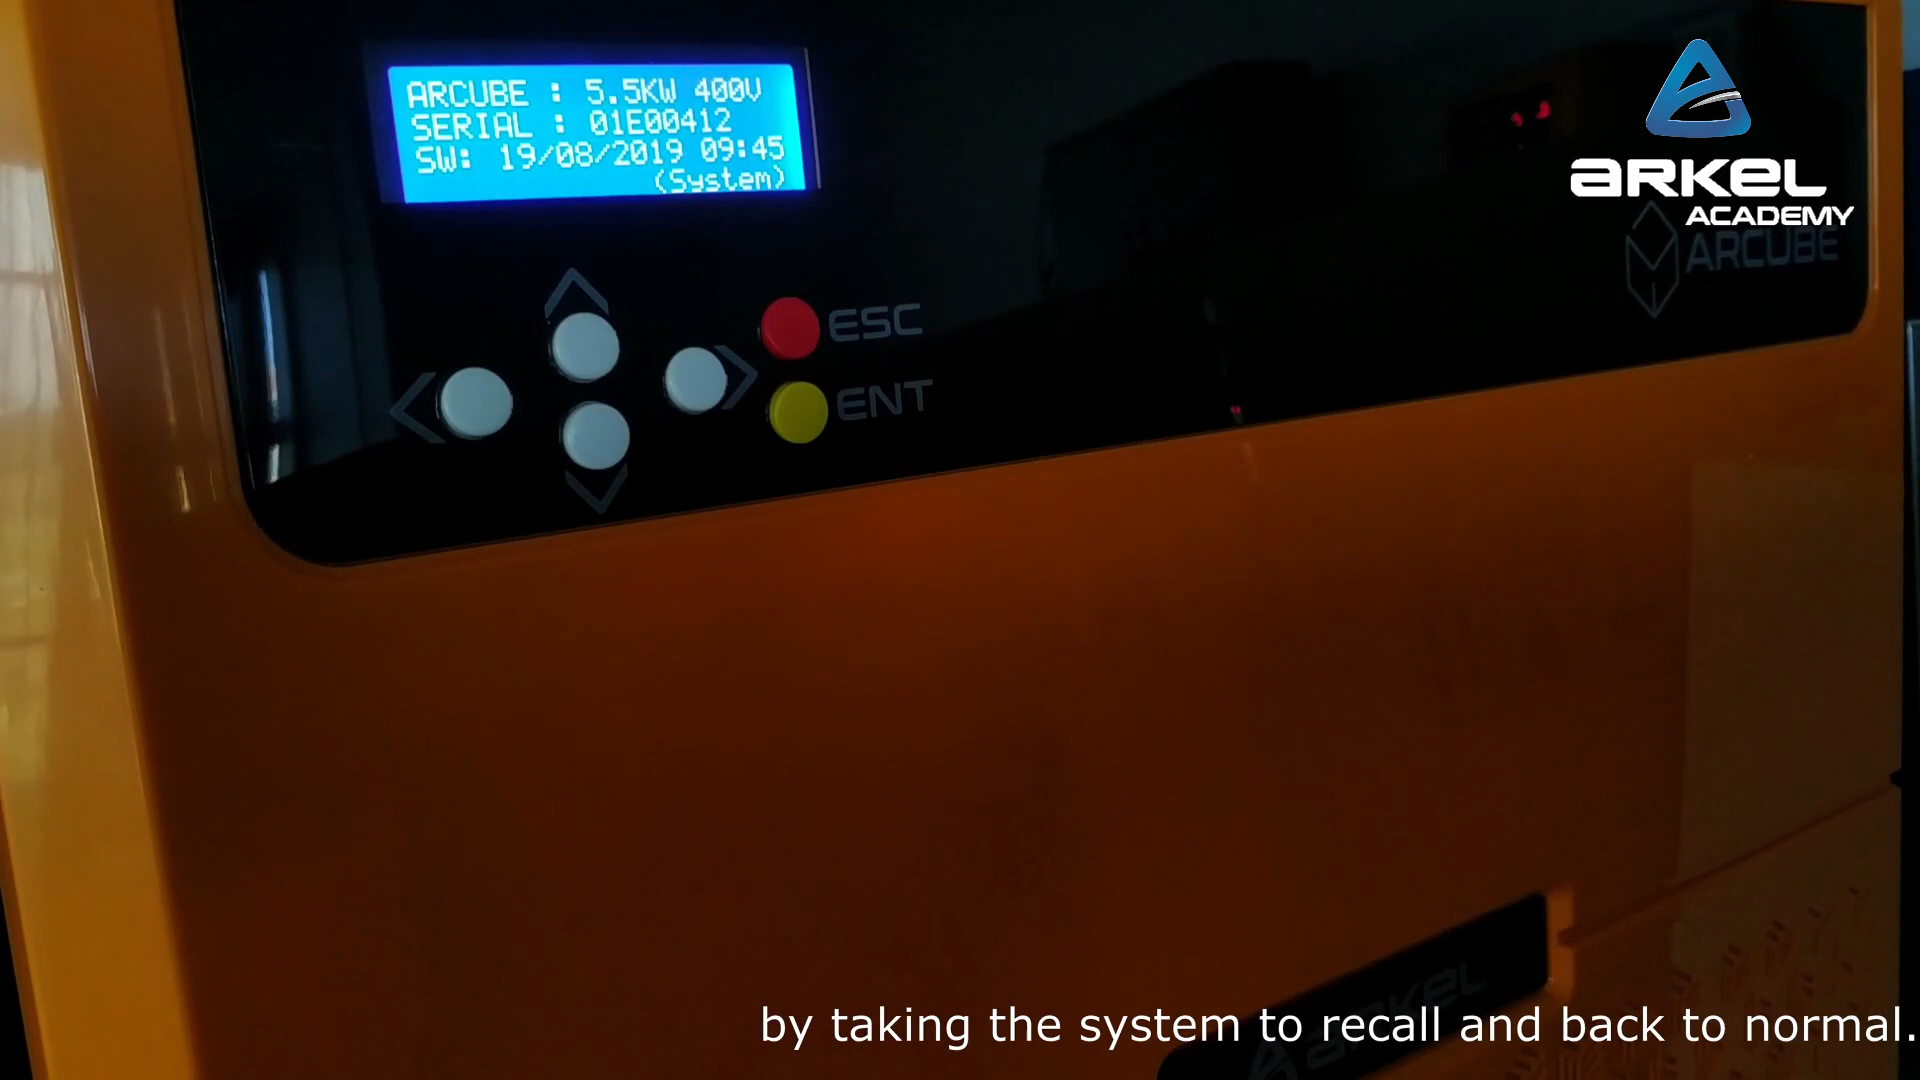 ARCUBE : 5.5KW 400V
SERIAL : 01E00412
SW: 19/08/2019 09:45
(System)
ARKEL
ACADEMY
ARCUBE
ESC
ENT
ARKEL
by taking the system to recall and back to normal.